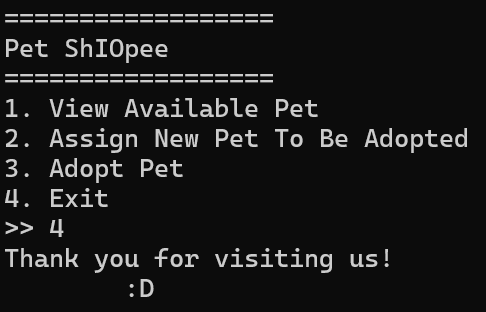 ==================
Pet ShIOpee
==================
1. View Available Pet
2. Assign New Pet To Be Adopted
3. Adopt Pet
4. Exit
>> 4
Thank you for visiting us!
        :D